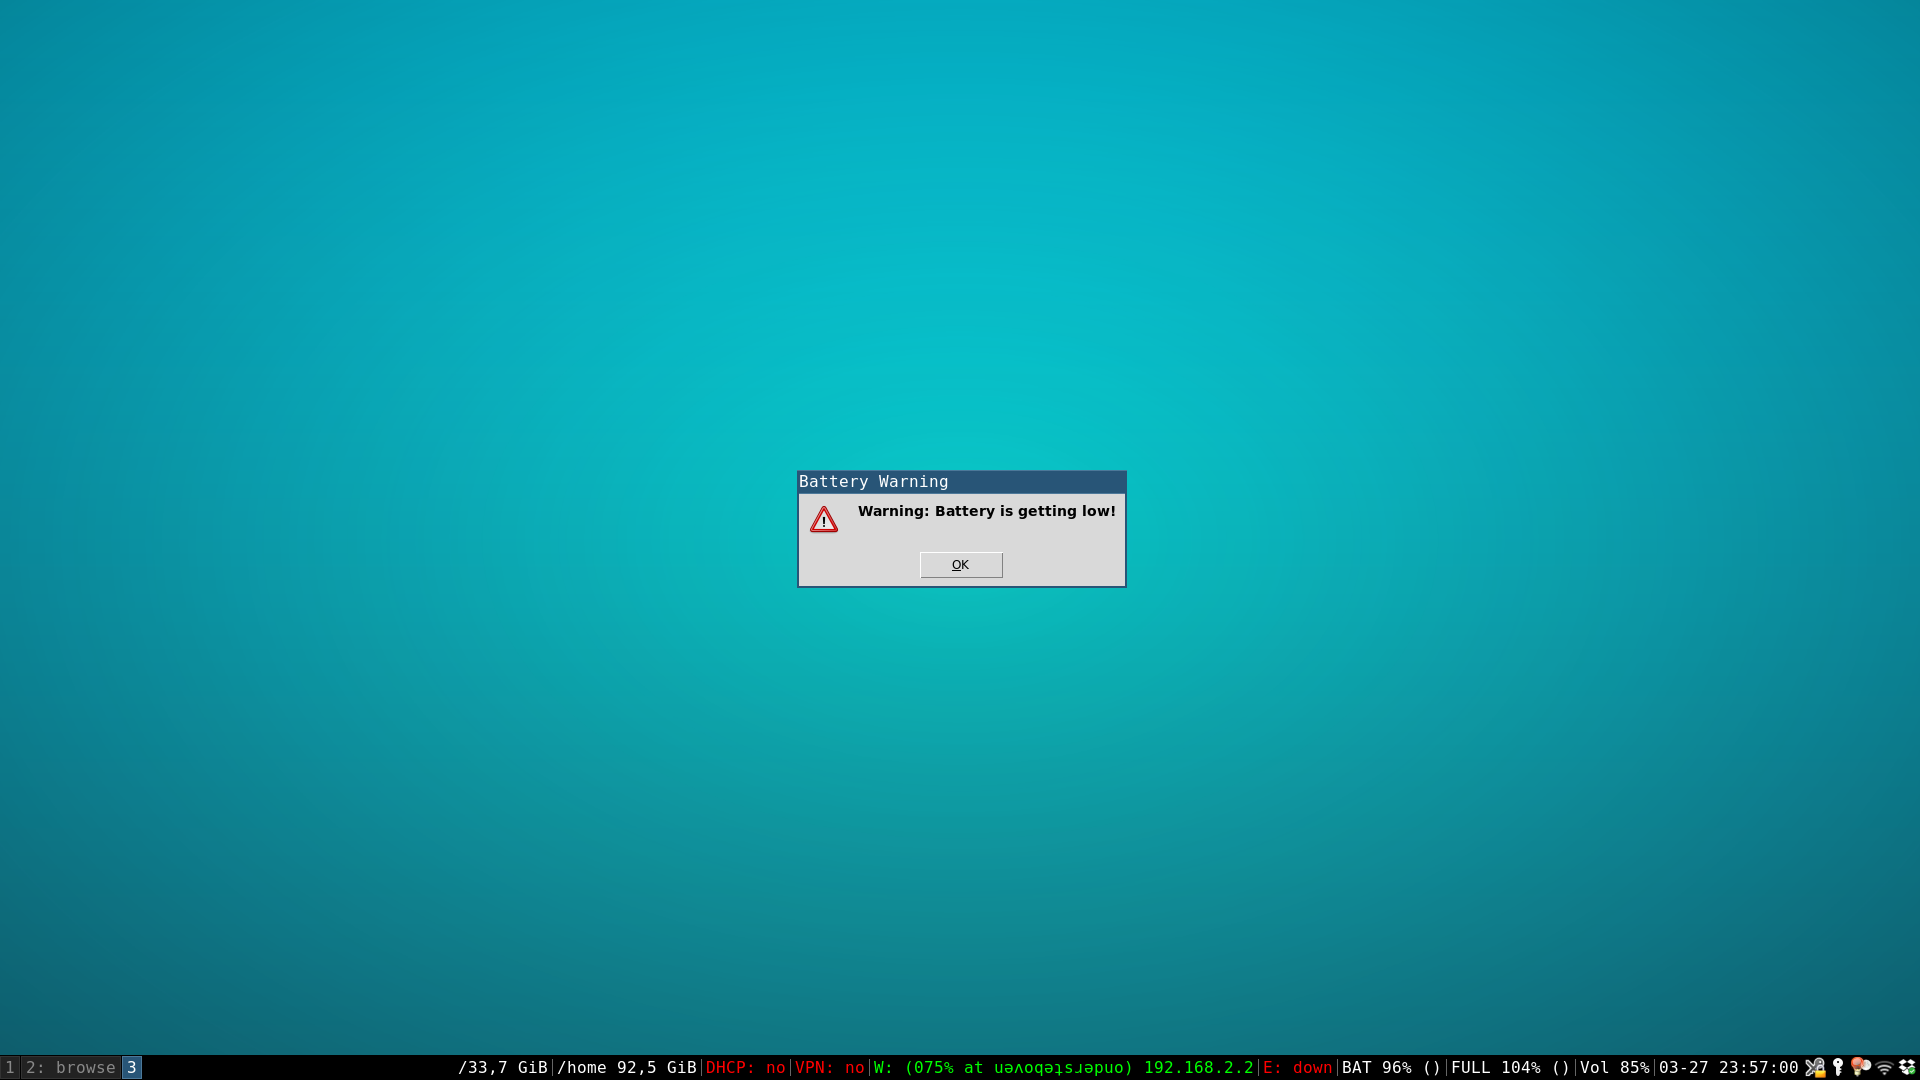 Battery Warning
Warning: Battery is getting low!
OK
1 2: browse 3 /33,7 GiB|/home 92,5 GiB|DHCP: no|VPN: no|W: (075% at uǝʌoqǝʇsɹǝpuo) 192.168.2.2|E: down|BAT 96% ()|FULL 104% ()|Vol 85%|03-27 23:57:00